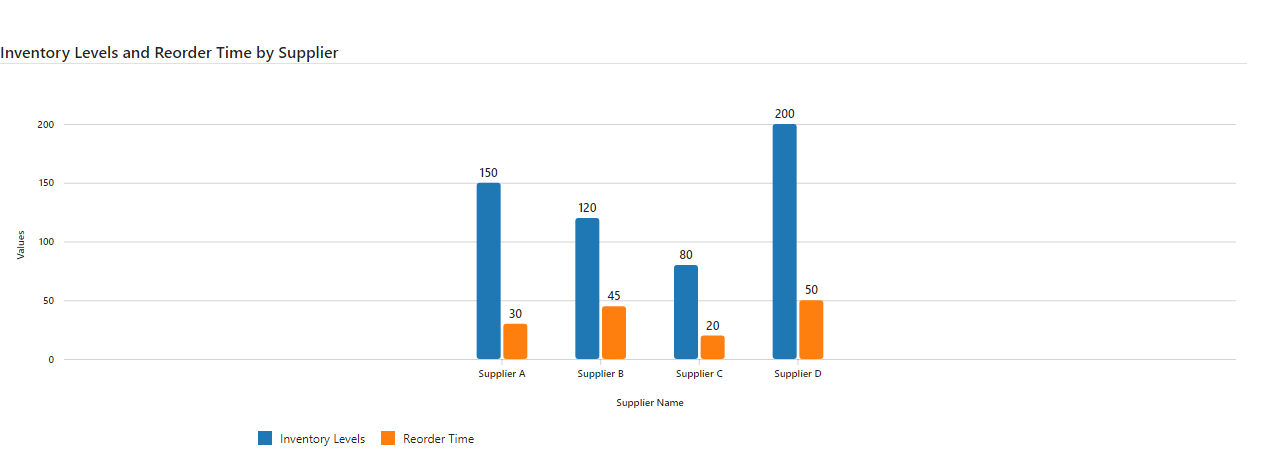 Inventory Levels and Reorder Time by Supplier
200
150
100
50
0
Values
150
30
120
45
80
20
200
50
Supplier A
Supplier B
Supplier C
Supplier D
Supplier Name
Inventory Levels
Reorder Time